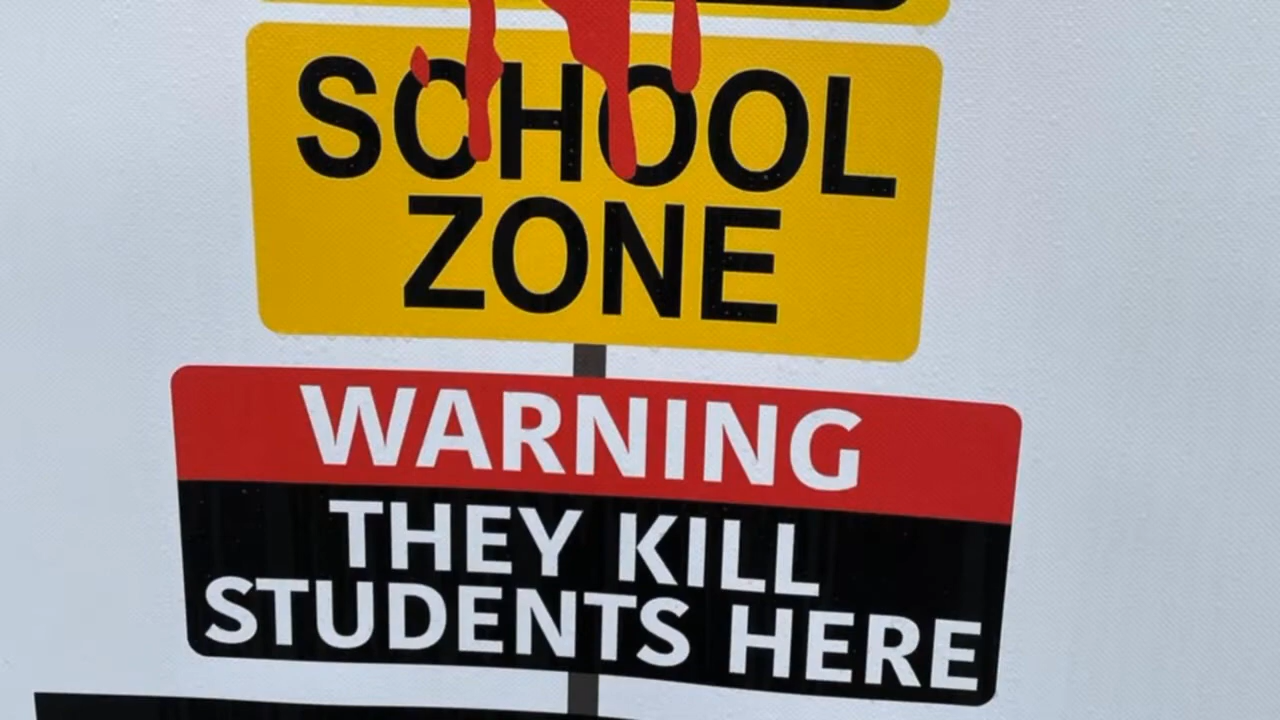 SCHOOL
ZONE
WARNING
THEY KILL
STUDENTS HERE